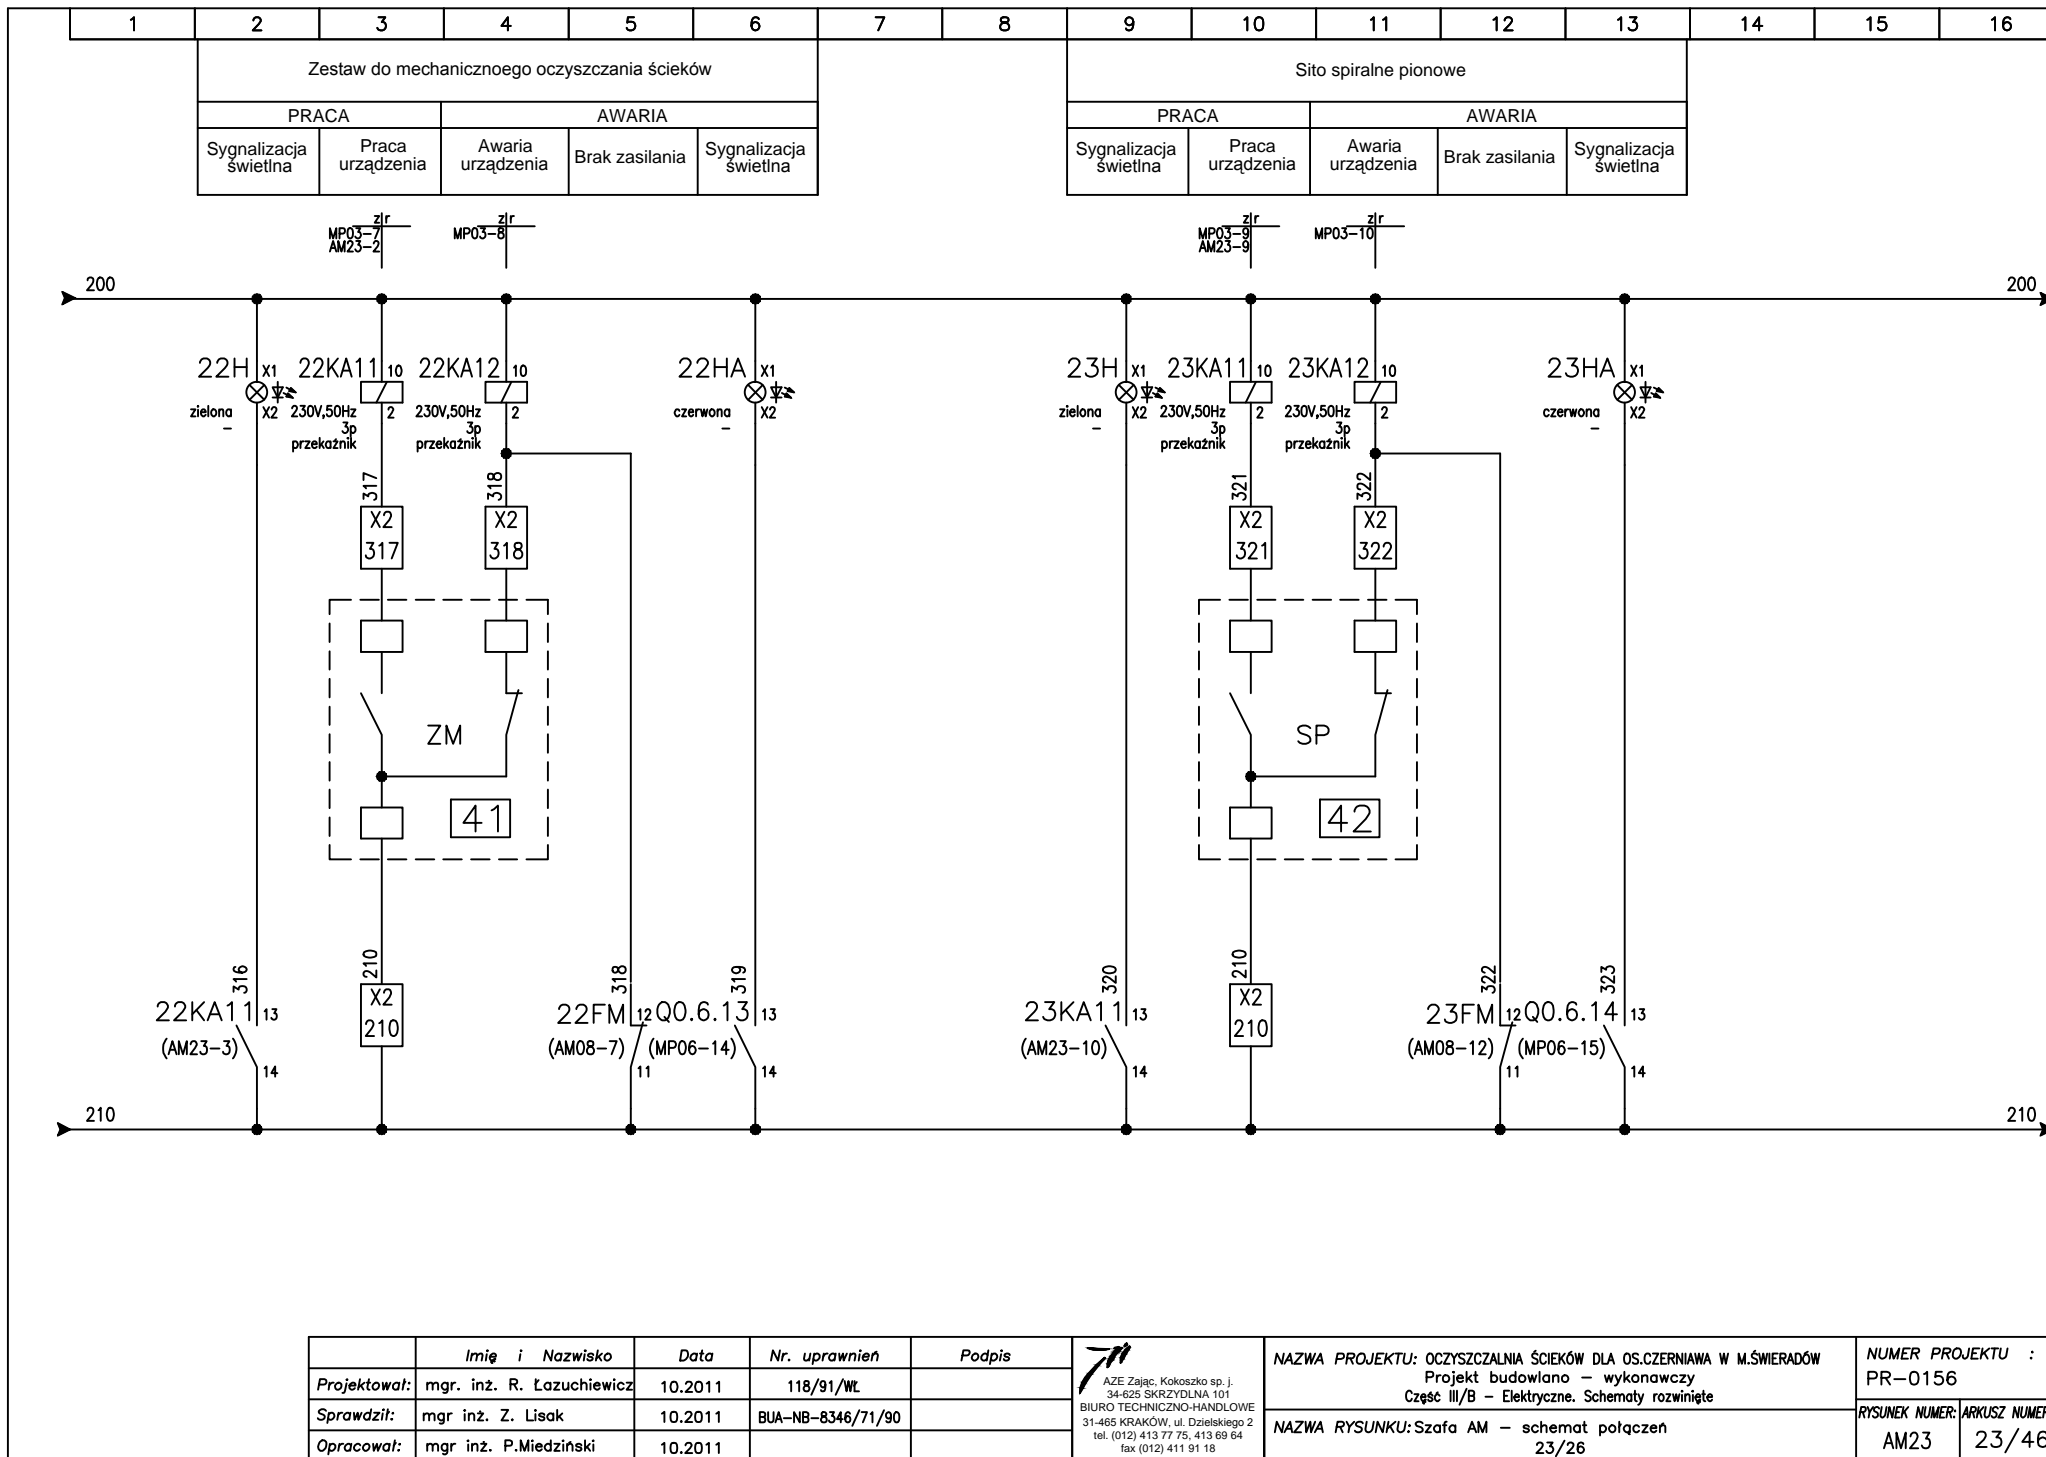 1 2 3 4 5 6 7 8 9 10 11 12 13 14 15 16
Zestaw do mechanicznoego oczyszczania ścieków
PRACA AWARIA
Sygnalizacja świetlna
Praca urządzenia
Awaria urządzenia
Brak zasilania
Sygnalizacja świetlna
Sito spiralne pionowe
PRACA AWARIA
Sygnalizacja świetlna
Praca urządzenia
Awaria urządzenia
Brak zasilania
Sygnalizacja świetlna
z r
MP03-7
AM23-2
z r
MP03-8
z r
MP03-9
AM23-9
z r
MP03-10
200 200
22H X1
zielona X2
-
22KA11 10
230V,50Hz 2
3p
przekaźnik
22KA12 10
230V,50Hz 2
3p
przekaźnik
22HA X1
czerwona X2
-
23H X1
zielona X2
-
23KA11 10
230V,50Hz 2
3p
przekaźnik
23KA12 10
230V,50Hz 2
3p
przekaźnik
23HA X1
czerwona X2
-
317 318 321 322
X2 317
X2 318
X2 321
X2 322
ZM
41
SP
42
316 210 318 319 320 210 322 323
22KA11 13
(AM23-3)
14
X2
210
22FM 12
(AM08-7)
11
Q0.6.13 13
(MP06-14)
14
23KA11 13
(AM23-10)
14
X2
210
23FM 12
(AM08-12)
11
Q0.6.14 13
(MP06-15)
14
210 210
Imię i Nazwisko Data Nr. uprawnień Podpis
Projektował: mgr. inż. R. Łazuchiewicz 10.2011 118/91/WŁ
Sprawdził: mgr inż. Z. Lisak 10.2011 BUA-NB-8346/71/90
Opracował: mgr inż. P.Miedziński 10.2011
AZE Zając, Kokoszko sp. j.
34-625 SKRZYDLNA 101
BIURO TECHNICZNO-HANDLOWE
31-465 KRAKÓW, ul. Dzielskiego 2
tel. (012) 413 77 75, 413 69 64
fax (012) 411 91 18
NAZWA PROJEKTU: OCZYSZCZALNIA ŚCIEKÓW DLA OS.CZERNIAWA W M.ŚWIERADÓW
Projekt budowlano - wykonawczy
Część III/B - Elektryczne. Schematy rozwinięte
NAZWA RYSUNKU: Szafa AM - schemat połączeń
23/26
NUMER PROJEKTU :
PR-0156
RYSUNEK NUMER: ARKUSZ NUMER
AM23 23/46